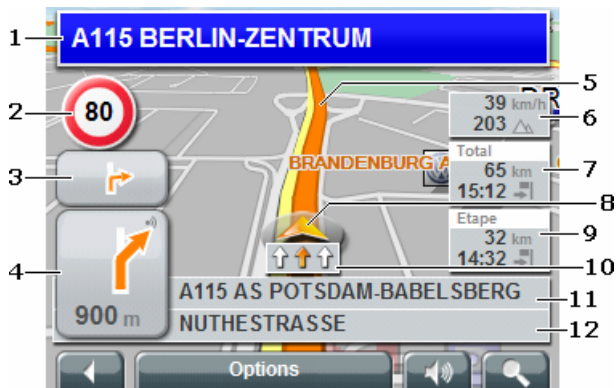 1
A115 BERLIN-ZENTRUM
2
80
3
4
900 m
5
39 km/h
6
203
BRANDENBURG A
Total
7
65 km
15:12
8
Etape
9
32 km
14:32
10
A115 AS POTSDAM-BABELSBERG
11
NUTHESTRASSE
12
Options